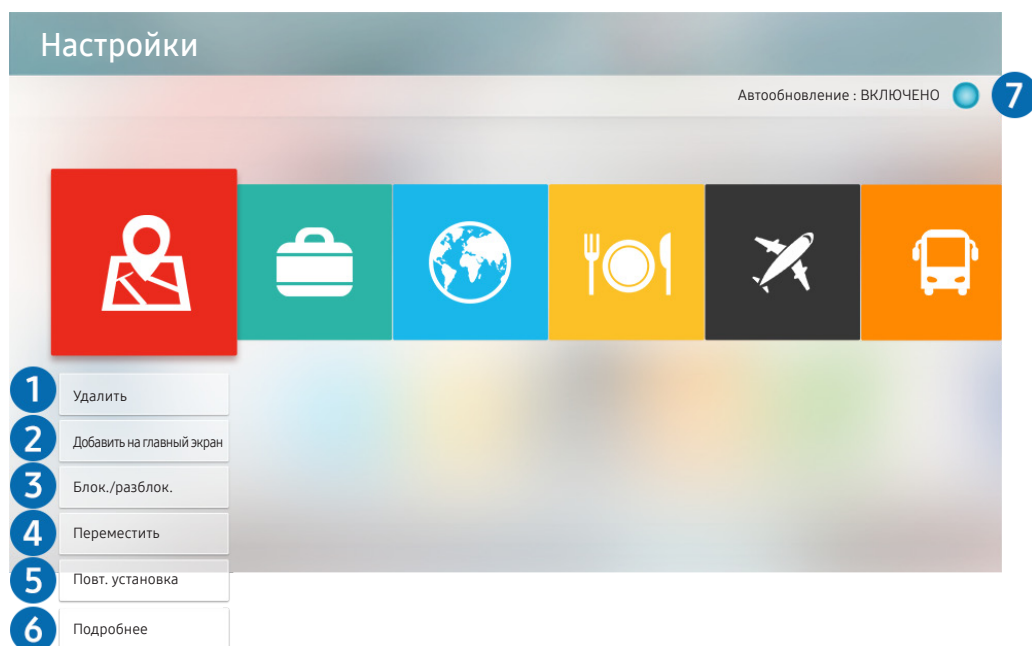 Настройки
Автообновление : ВКЛЮЧЕНО 7
1 Удалить
2 Добавить на главный экран
3 Блок./разблок.
4 Переместить
5 Повт. установка
6 Подробнее